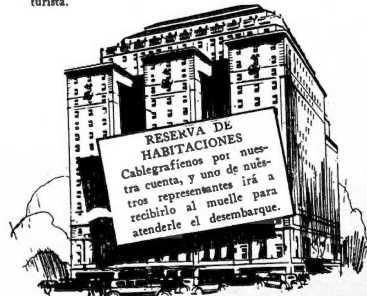 turista.
RESERVA DE
HABITACIONES
Cablegrafíenos por nues-
tra cuenta, y uno de nues-
tros representantes irá a
recibirlo al muelle para
atenderle el desembarque.